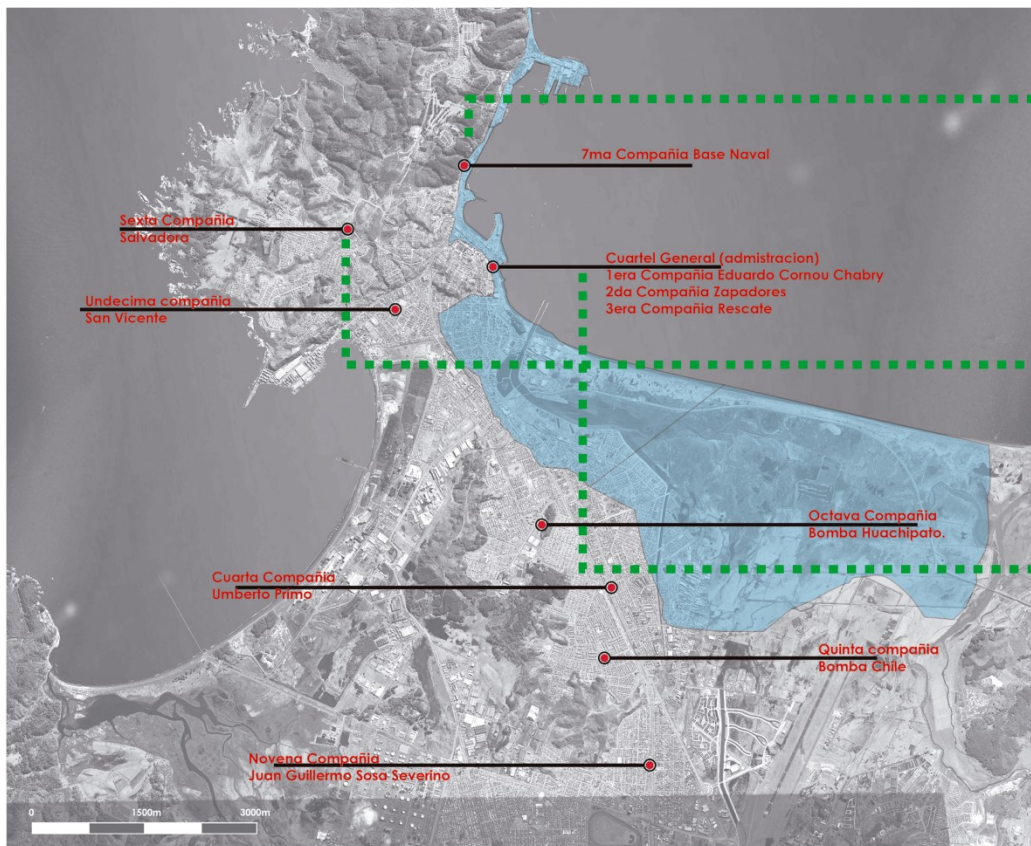 7ma Compañia Base Naval
Sexta Compañia
Salvadora
Cuartel General (admistracion)
1era Compañia Eduardo Cornou Chabry
2da Compañia Zapadores
3era Compañia Rescate
Undecima compañia
San Vicente
Octava Compañia
Bomba Huachipato.
Cuarta Compañia
Umberto Primo
Quinta compañia
Bomba Chile
Novena Compañia
Juan Guillermo Sosa Severino
0 1500m 3000m